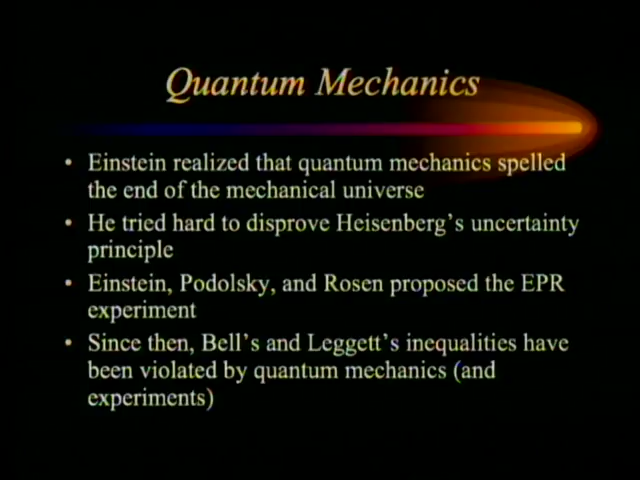 Quantum Mechanics
• Einstein realized that quantum mechanics spelled
the end of the mechanical universe
• He tried hard to disprove Heisenberg's uncertainty
principle
• Einstein, Podolsky, and Rosen proposed the EPR
experiment
• Since then, Bell's and Leggett's inequalities have
been violated by quantum mechanics (and
experiments)